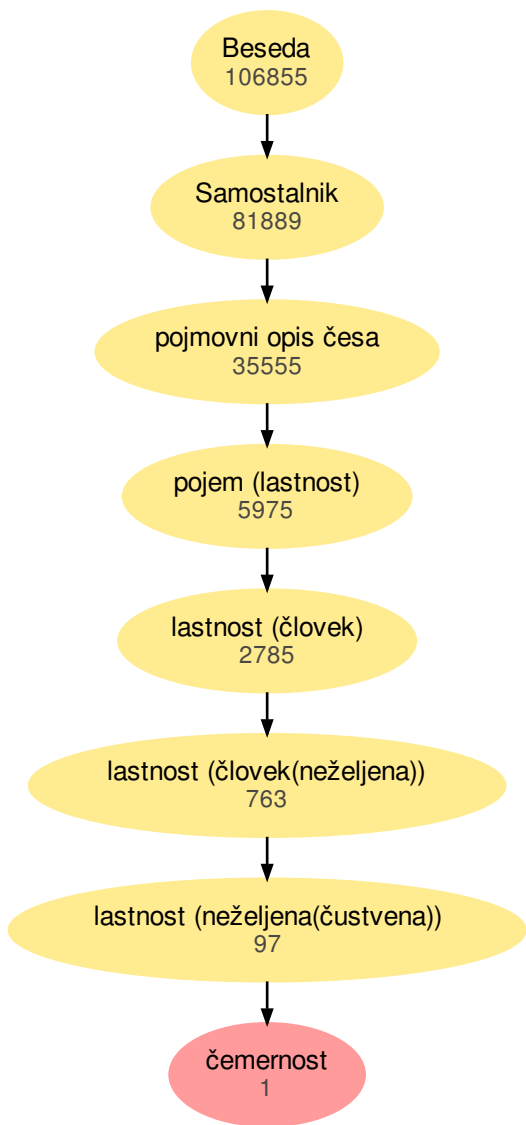 Beseda
106855
Samostalnik
81889
pojmovni opis česa
35555
pojem (lastnost)
5975
lastnost (človek)
2785
lastnost (človek(neželjena))
763
lastnost (neželjena(čustvena))
97
čemernost
1